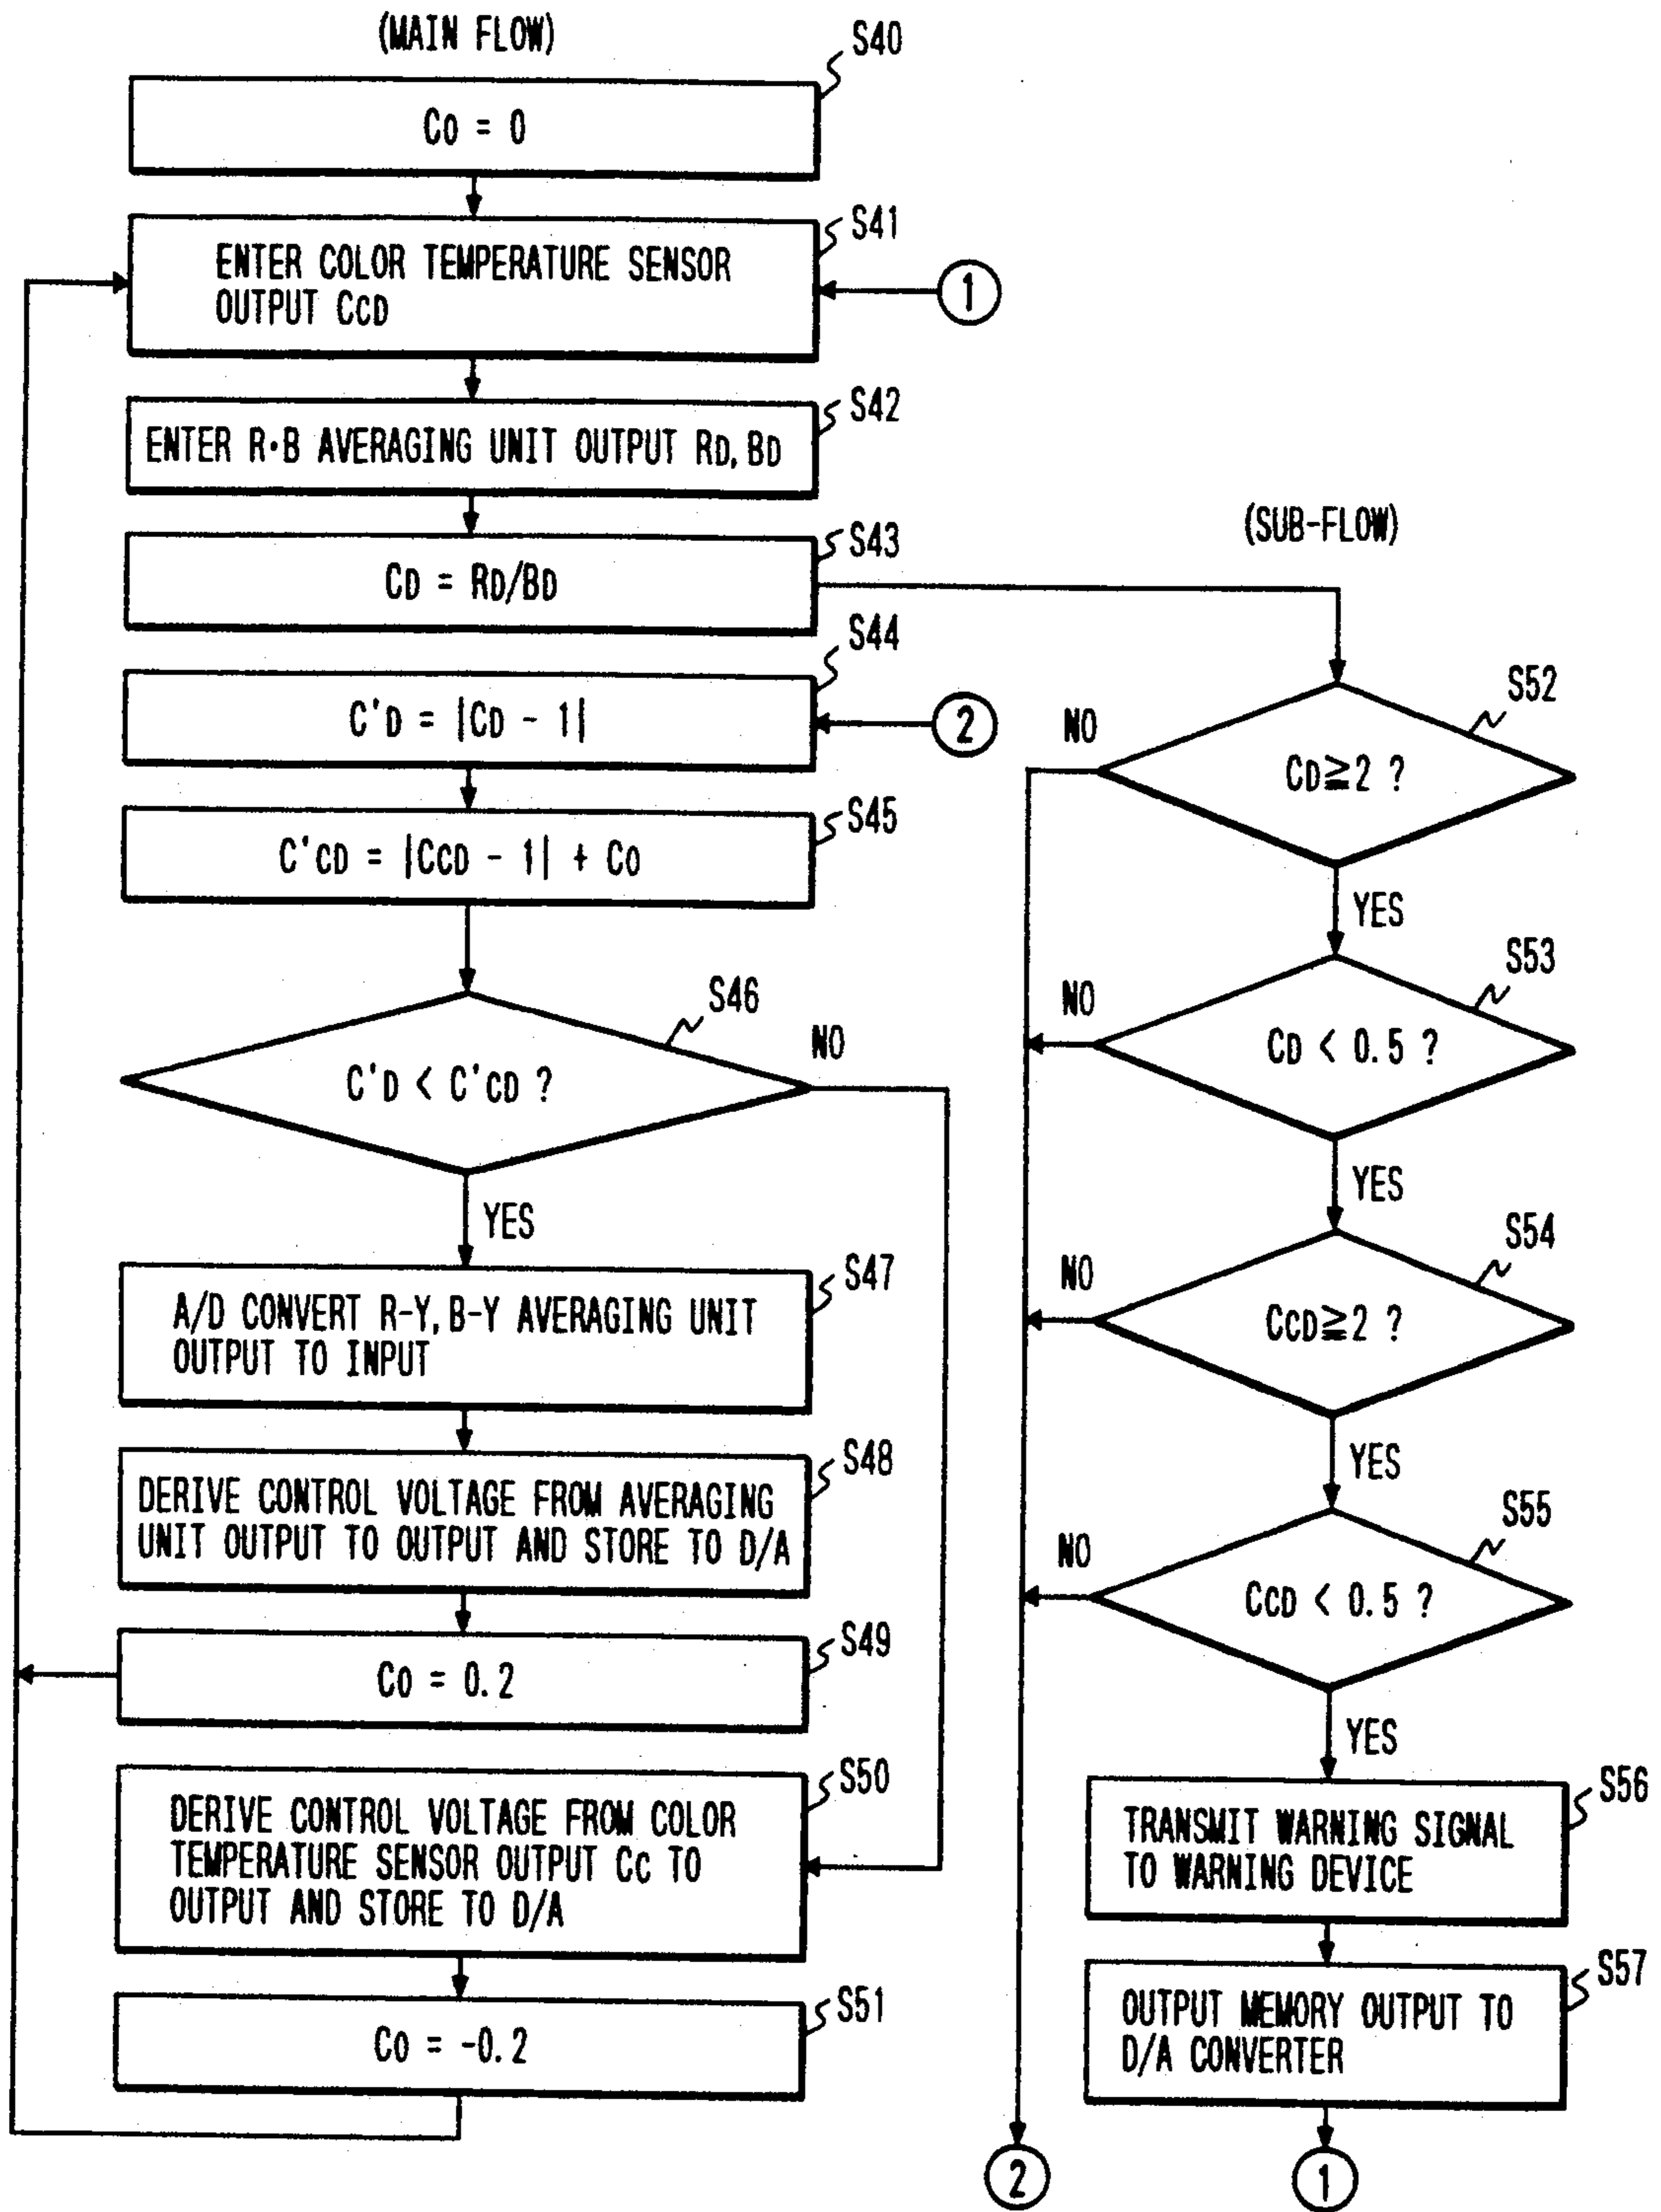 (MAIN FLOW)
S40
Co = 0
S41
ENTER COLOR TEMPERATURE SENSOR
OUTPUT CCD
1
S42
ENTER R·B AVERAGING UNIT OUTPUT RD, BD
S43
CD = RD/BD
S44
C'D = |CD - 1|
2
S45
C'CD = |CCD - 1| + Co
S46
C'D < C'CD ?
NO
YES
S47
A/D CONVERT R-Y, B-Y AVERAGING UNIT
OUTPUT TO INPUT
S48
DERIVE CONTROL VOLTAGE FROM AVERAGING
UNIT OUTPUT TO OUTPUT AND STORE TO D/A
S49
Co = 0.2
S50
DERIVE CONTROL VOLTAGE FROM COLOR
TEMPERATURE SENSOR OUTPUT Cc TO
OUTPUT AND STORE TO D/A
S51
Co = -0.2
(SUB-FLOW)
S52
CD≧2 ?
NO
YES
S53
CD < 0.5 ?
NO
YES
S54
CCD≧2 ?
NO
YES
S55
CCD < 0.5 ?
NO
YES
S56
TRANSMIT WARNING SIGNAL
TO WARNING DEVICE
S57
OUTPUT MEMORY OUTPUT TO
D/A CONVERTER
2
1